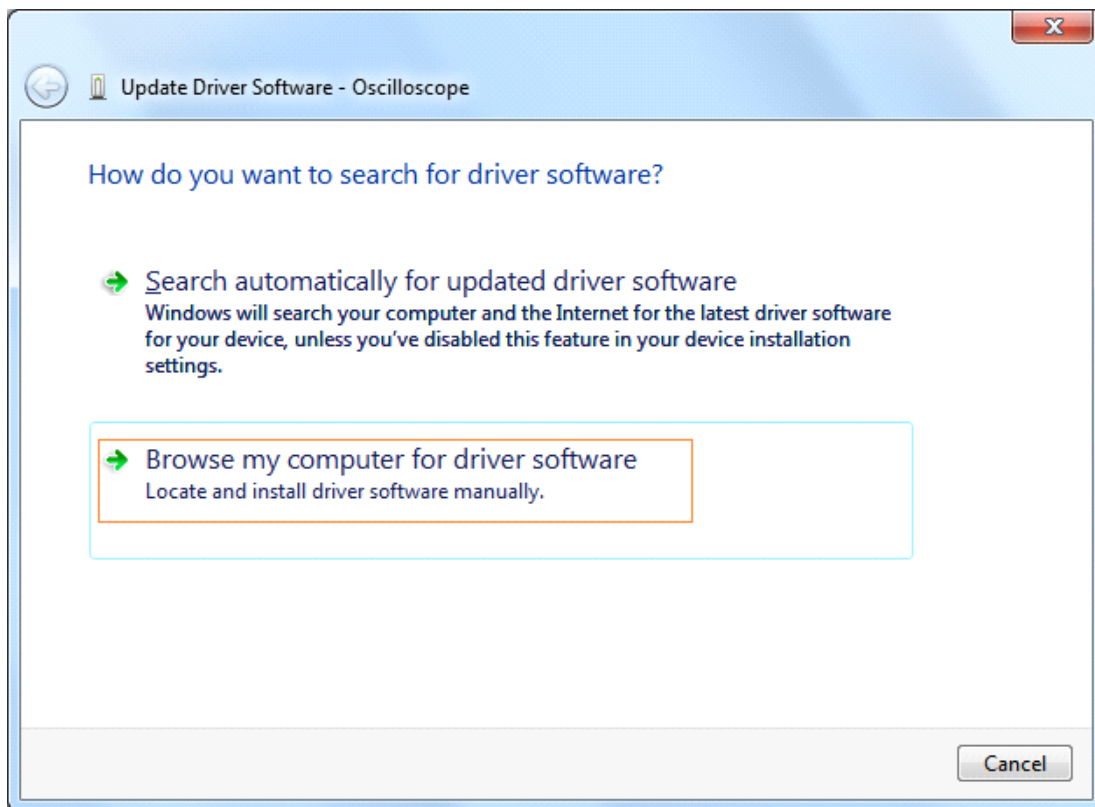 Update Driver Software - Oscilloscope
How do you want to search for driver software?
Search automatically for updated driver software
Windows will search your computer and the Internet for the latest driver software
for your device, unless you've disabled this feature in your device installation
settings.
Browse my computer for driver software
Locate and install driver software manually.
Cancel